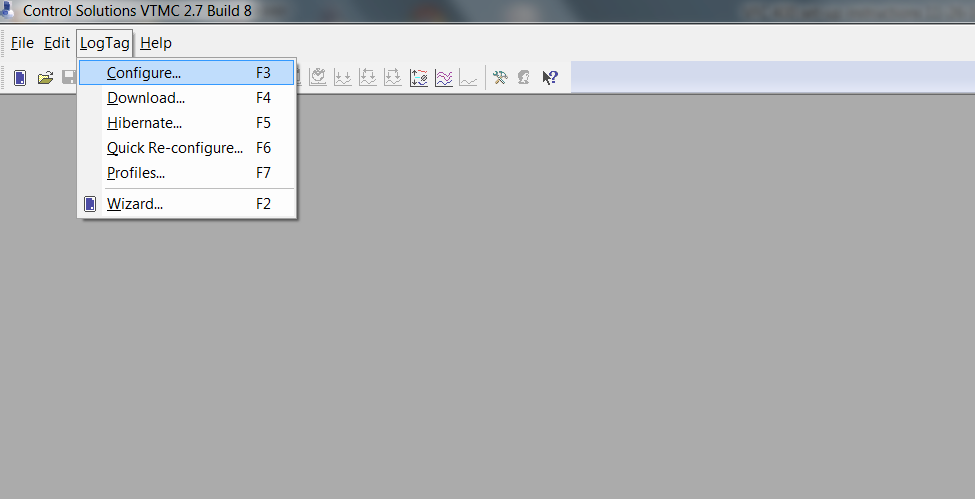 Control Solutions VTMC 2.7 Build 8
File Edit LogTag Help
Configure... F3
Download... F4
Hibernate... F5
Quick Re-configure... F6
Profiles... F7
Wizard... F2